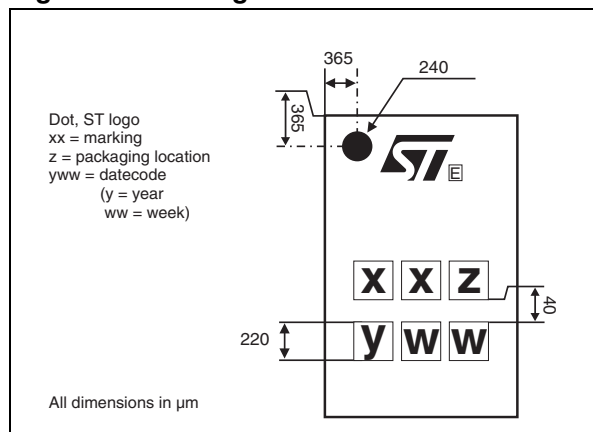 365
240
365
Dot, ST logo
xx = marking
z = packaging location
yww = datecode
(y = year
ww = week)
ST
E
x x z
40
220
y w w
All dimensions in µm